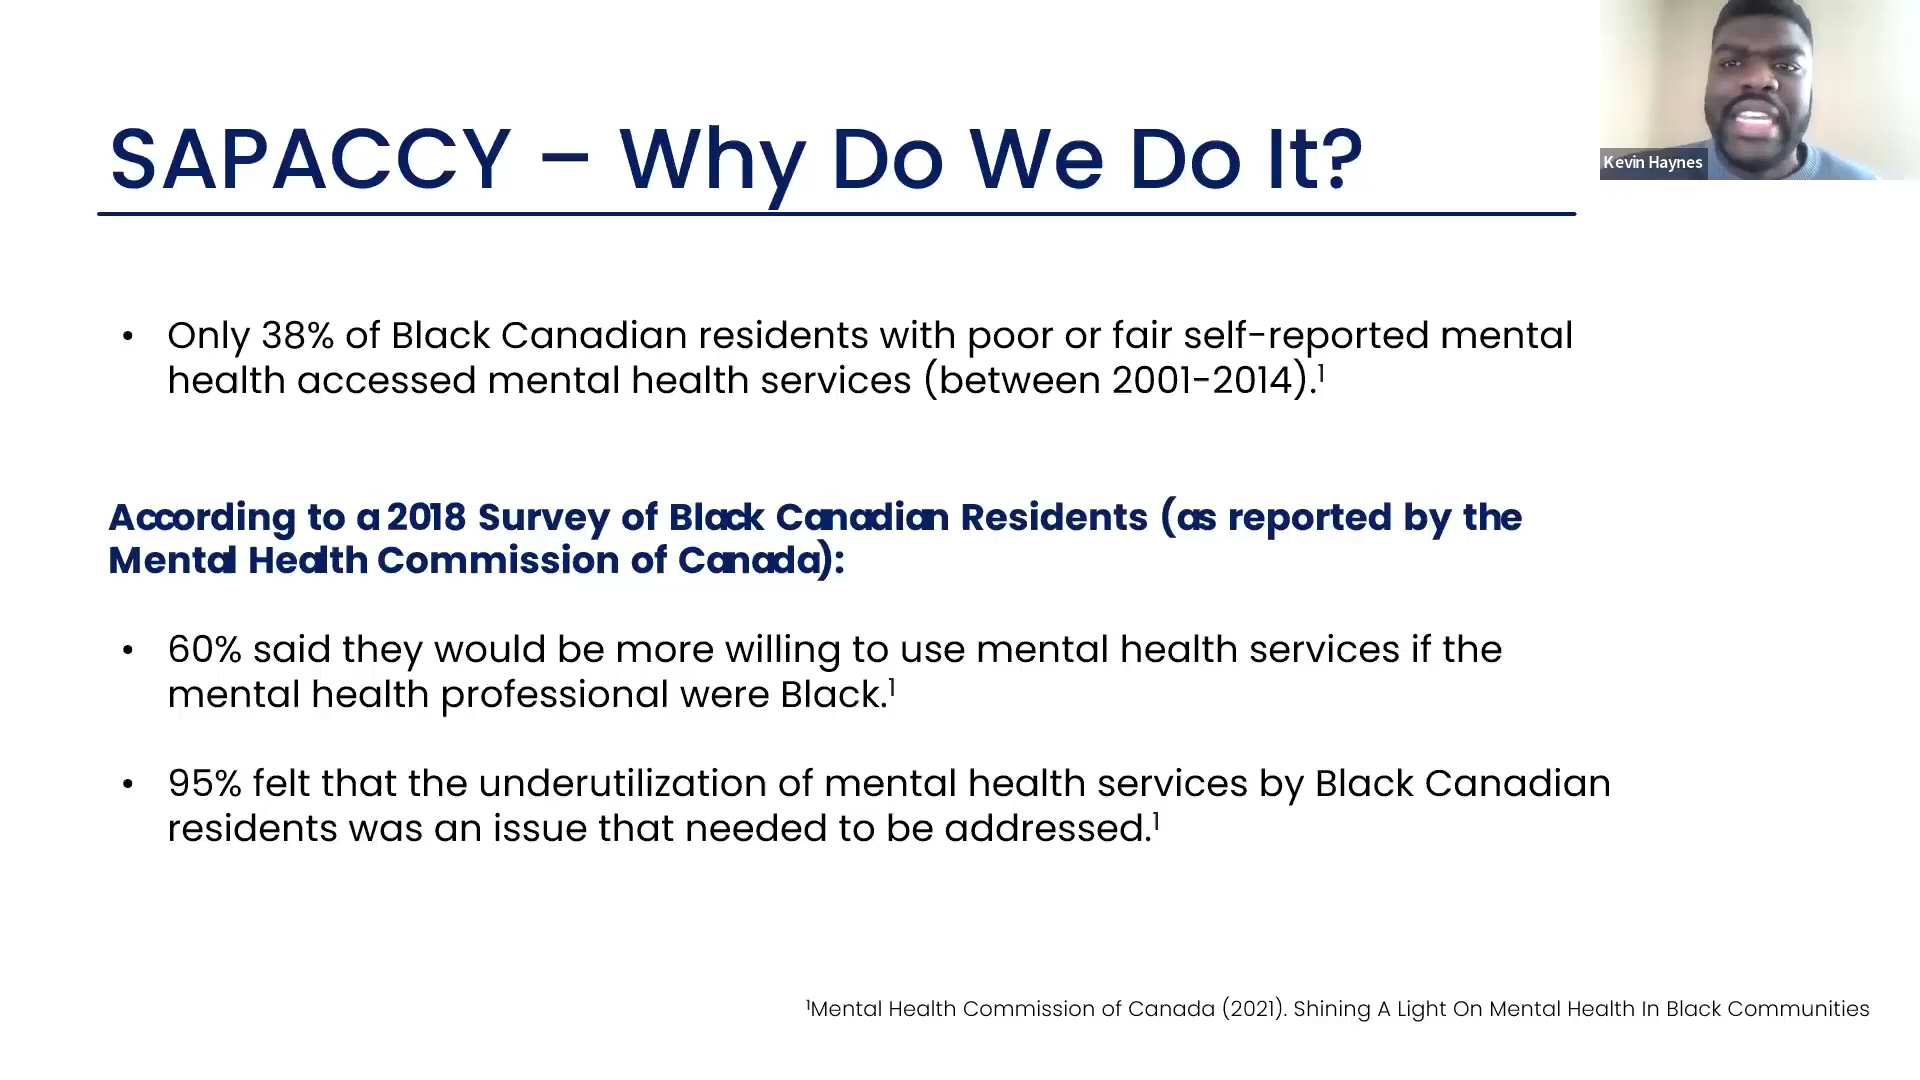 SAPACCY – Why Do We Do It?
Kevin Haynes
• Only 38% of Black Canadian residents with poor or fair self-reported mental
health accessed mental health services (between 2001-2014).¹
According to a 2018 Survey of Black Canadian Residents (as reported by the
Mental Health Commission of Canada):
• 60% said they would be more willing to use mental health services if the
mental health professional were Black.¹
• 95% felt that the underutilization of mental health services by Black Canadian
residents was an issue that needed to be addressed.¹
¹Mental Health Commission of Canada (2021). Shining A Light On Mental Health In Black Communities